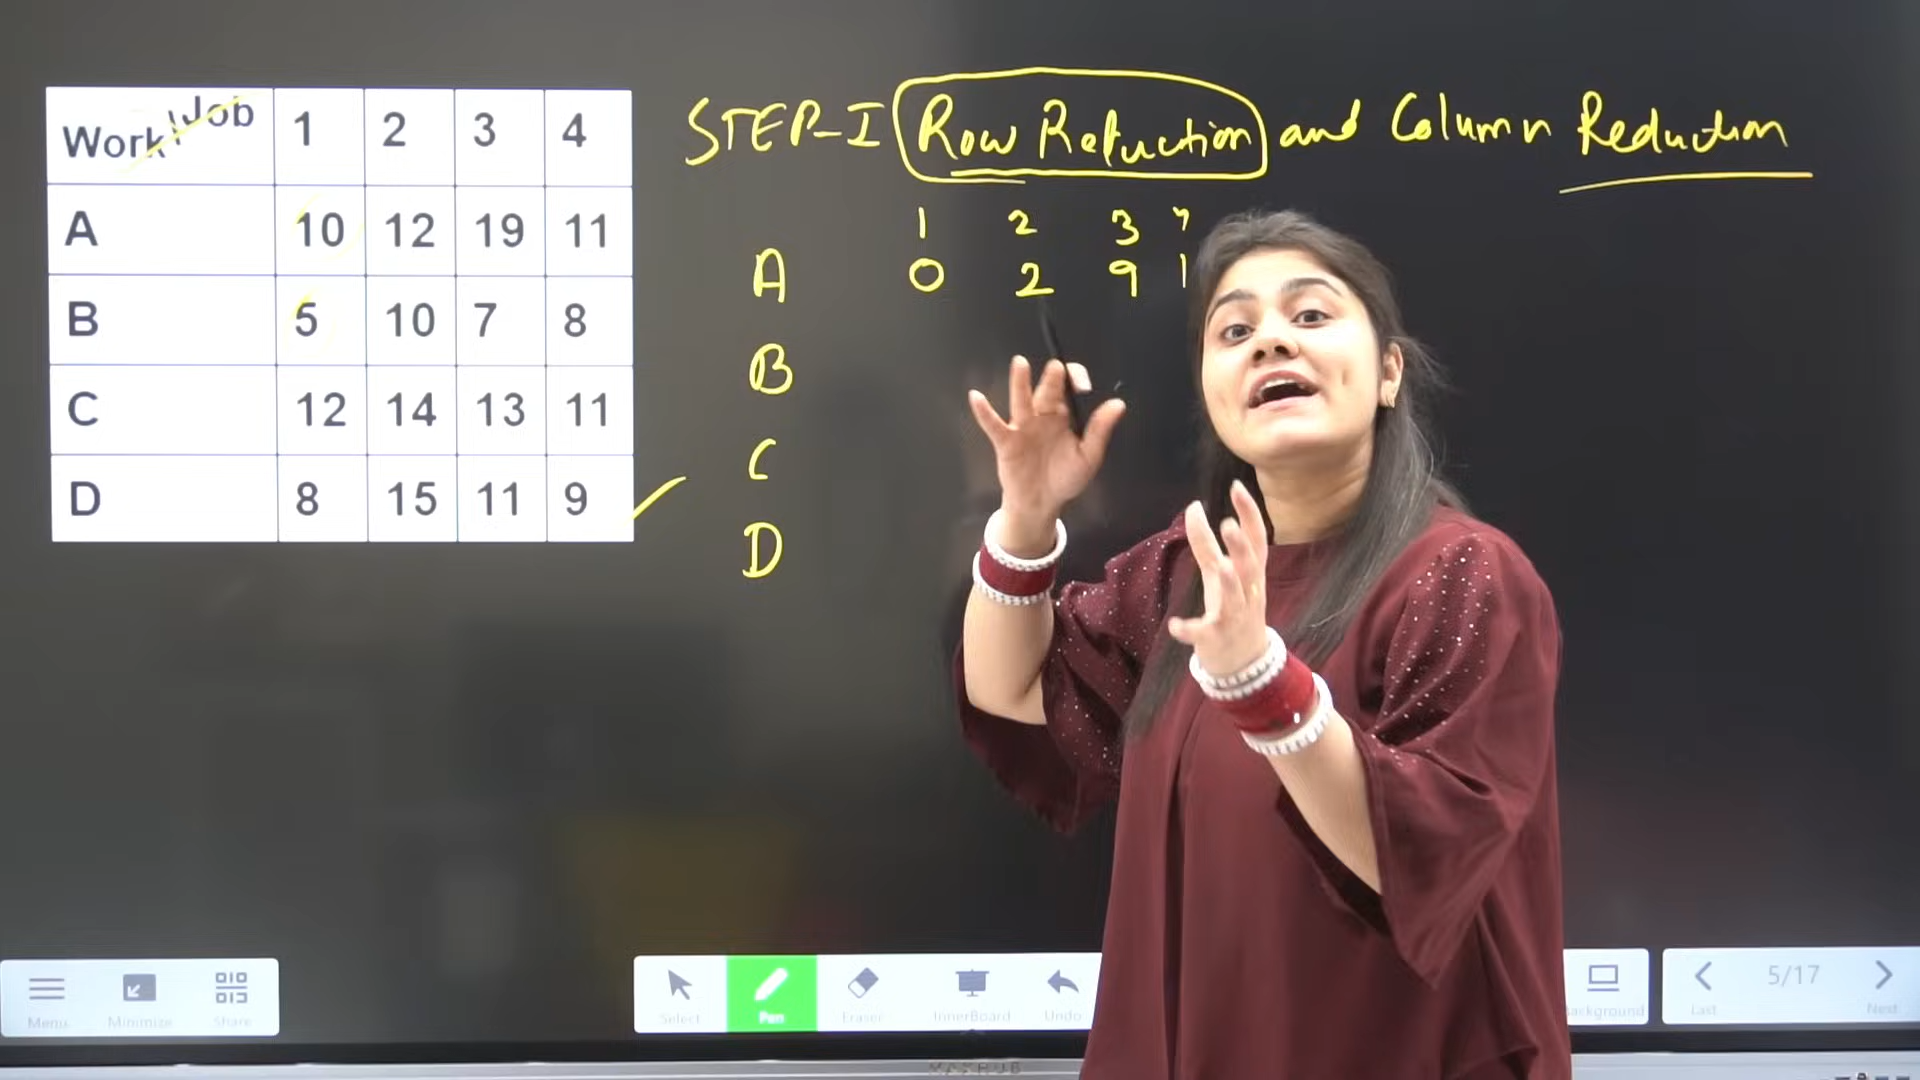 Work\Job 1 2 3 4
A 10 12 19 11
B 5 10 7 8
C 12 14 13 11
D 8 15 11 9
STEP-I Row Reduction and Column Reduction
1 2 3
A 0 2 9 1
B
C
D
Menu Minimize Share
Select Pen Eraser InnerBoard Undo
ackground
Last 5/17 Next
MAXHUB